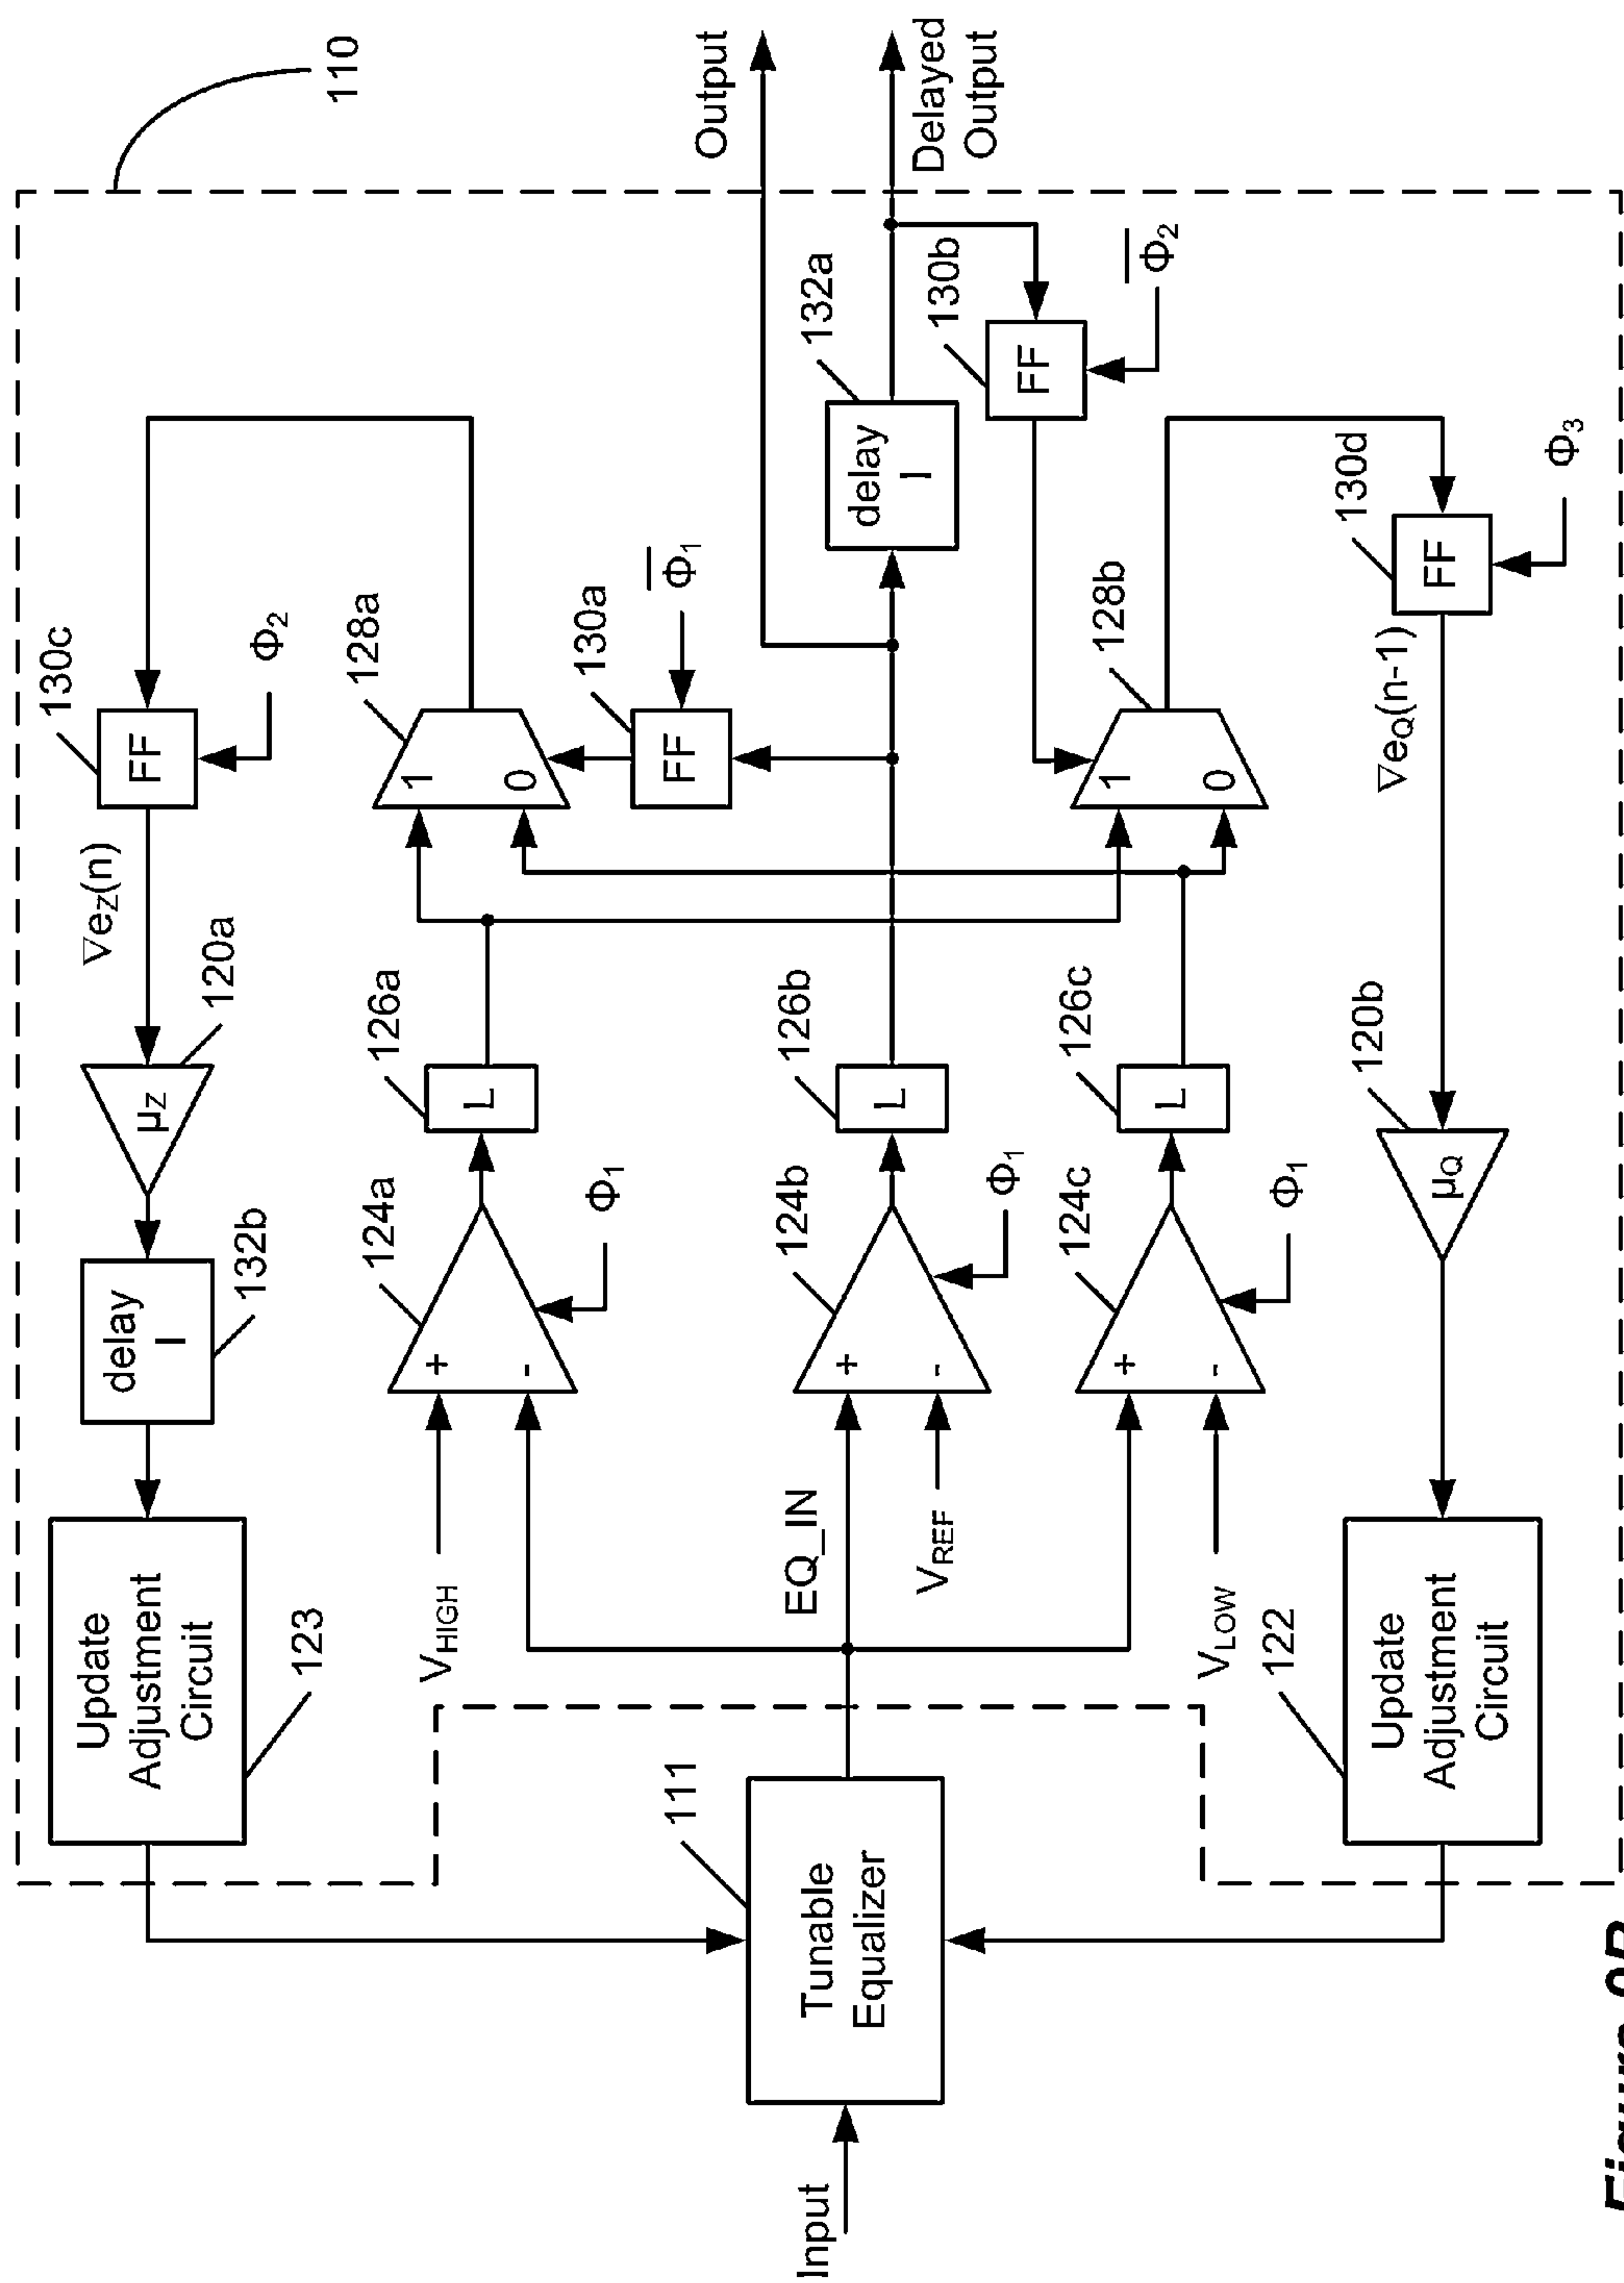 110
Output
Delayed
Output
130c
FF
Φ2
∇eZ(n)
120a
μZ
132b
delay
I
Update
Adjustment
Circuit
123
128a
1
0
130a
FF
Φ1
132a
delay
I
130b
FF
Φ2
128b
1
0
130d
FF
Φ3
∇eQ(n-1)
120b
μQ
126a
L
126b
L
126c
L
124a
+
-
Φ1
124b
+
-
Φ1
124c
+
-
Φ1
VHIGH
EQ_IN
VREF
VLOW
122
Update
Adjustment
Circuit
111
Tunable
Equalizer
Input